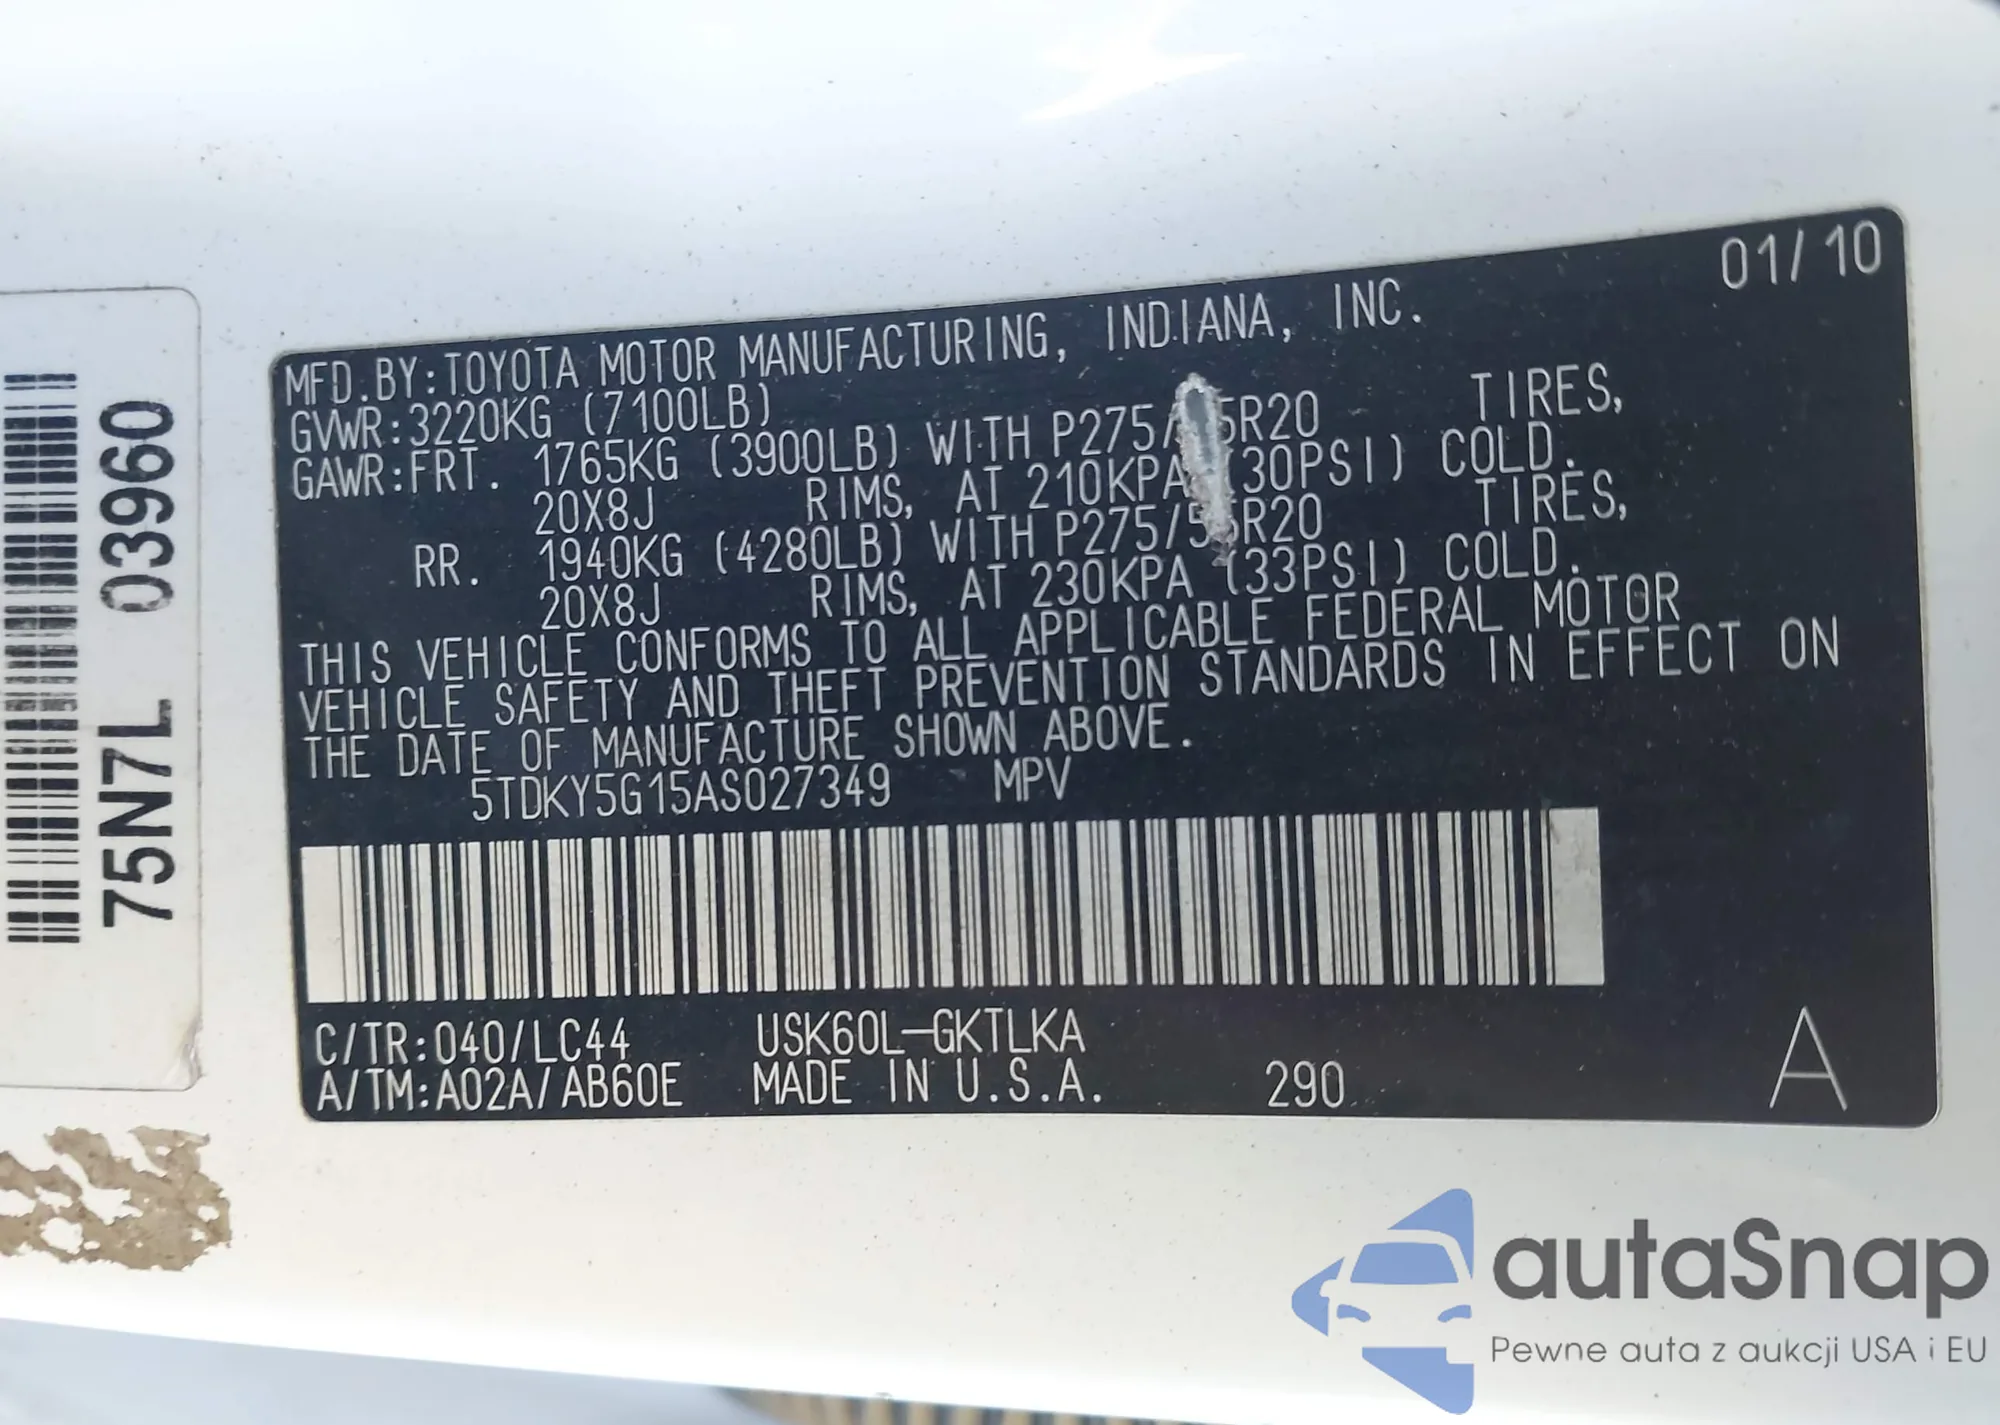 75N7L 03960
01/10
MFD.BY:TOYOTA MOTOR MANUFACTURING, INDIANA, INC.
GVWR:3220KG (7100LB)
GAWR:FRT. 1765KG (3900LB) WITH TIRES,
20X8J RIMS, AT 210KPA (30PSI) COLD.
RR. 1940KG (4280LB) WITH P275/55R20 TIRES,
20X8J RIMS, AT 230KPA (33PSI) COLD.
THIS VEHICLE CONFORMS TO ALL APPLICABLE FEDERAL MOTOR
VEHICLE SAFETY AND THEFT PREVENTION STANDARDS IN EFFECT ON
THE DATE OF MANUFACTURE SHOWN ABOVE.
5TDKY5G15AS027349 MPV
C/TR:040/LC44 USK60L-GKTLKA
A/TM:A02A/AB60E MADE IN U.S.A. 290 A
autaSnap
Pewne auta z aukcji USA i EU